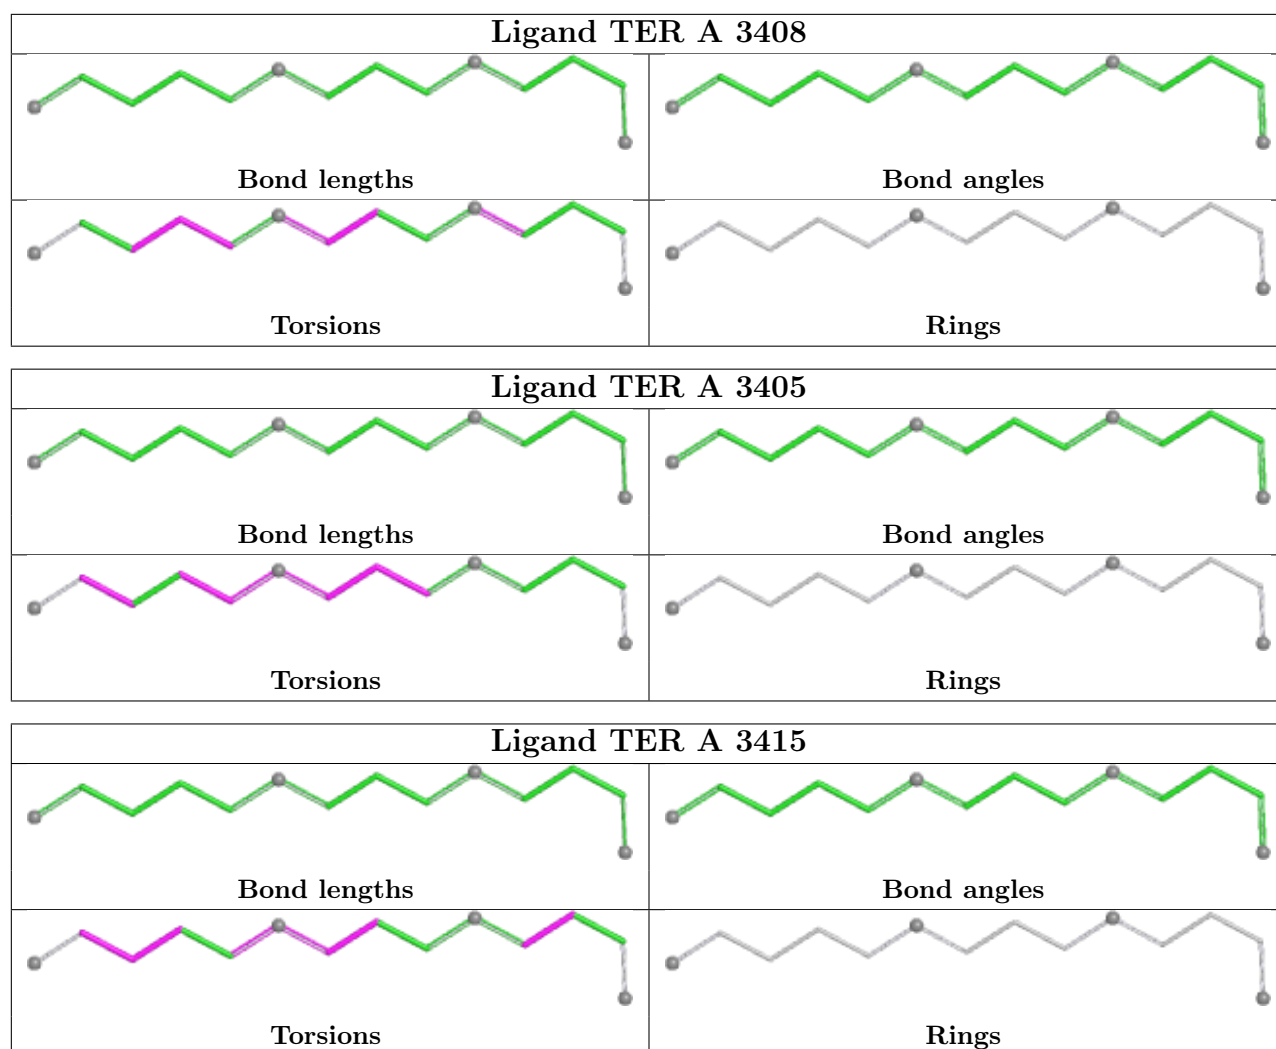 Ligand TER A 3408
Bond lengths
Bond angles
Torsions
Rings
Ligand TER A 3405
Bond lengths
Bond angles
Torsions
Rings
Ligand TER A 3415
Bond lengths
Bond angles
Torsions
Rings